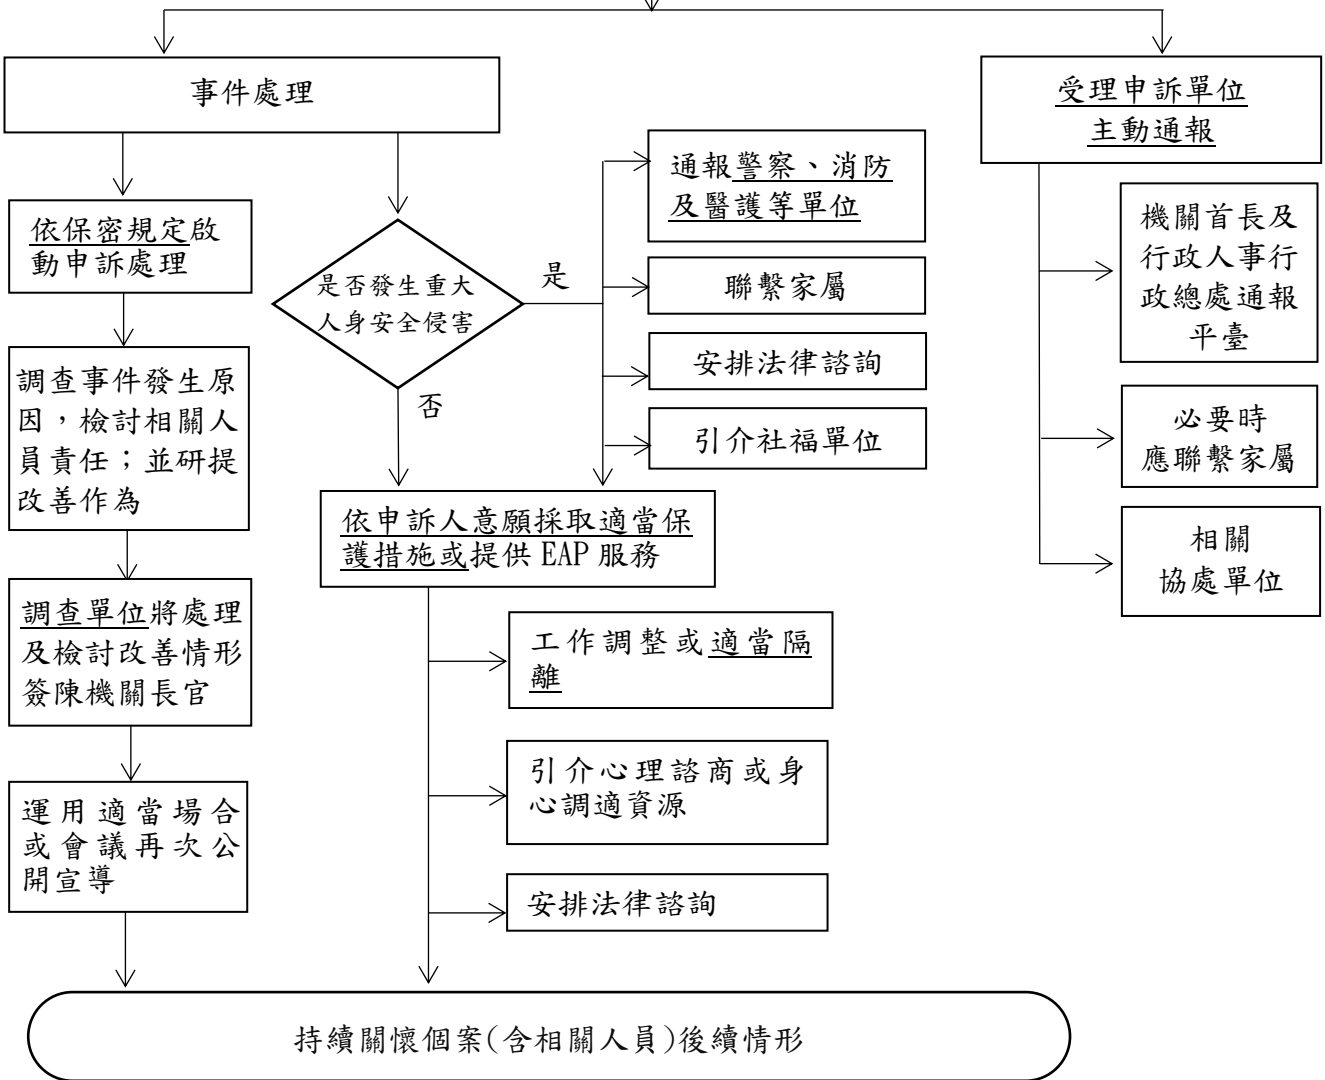 事件處理
受理申訴單位
主動通報
通報警察、消防
及醫護等單位
依保密規定啟
動申訴處理
機關首長及
行政人事行
政總處通報
平臺
是否發生重大
人身安全侵害
是
聯繫家屬
調查事件發生原
因，檢討相關人
員責任；並研提
改善作為
安排法律諮詢
否
引介社福單位
必要時
應聯繫家屬
依申訴人意願採取適當保
護措施或提供 EAP 服務
相關
協處單位
調查單位將處理
及檢討改善情形
簽陳機關長官
工作調整或適當隔
離
引介心理諮商或身
心調適資源
運用適當場合
或會議再次公
開宣導
安排法律諮詢
持續關懷個案(含相關人員)後續情形